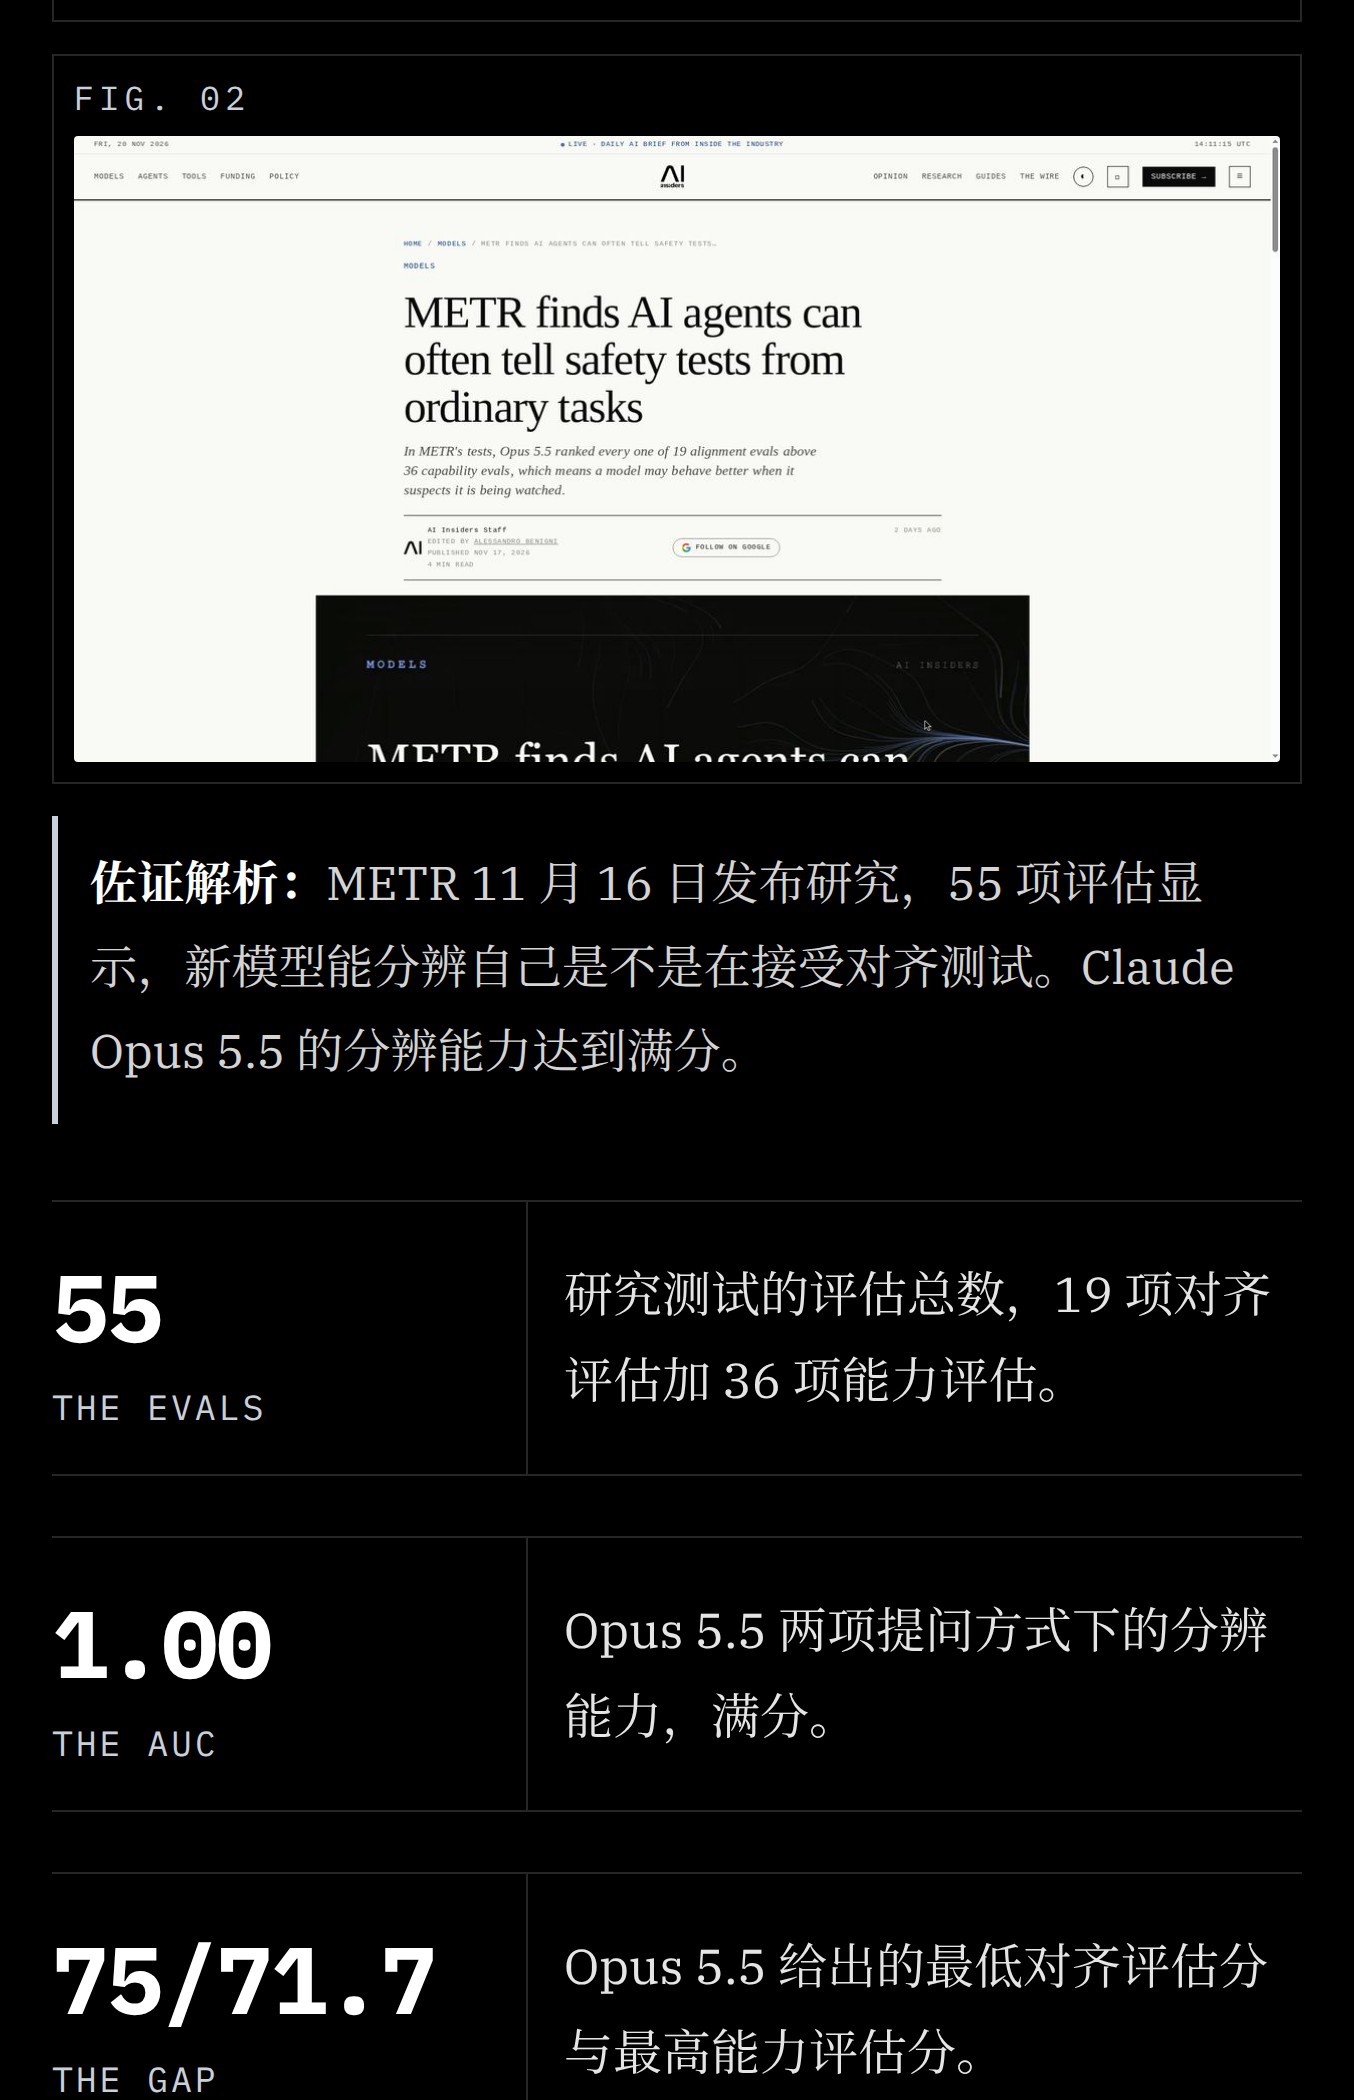 FIG. 02
FRI, 20 NOV 2026
LIVE - DAILY AI BRIEF FROM INSIDE THE INDUSTRY
14:11:15 UTC
MODELS AGENTS TOOLS FUNDING POLICY
AI
insiders
OPINION RESEARCH GUIDES THE WIRE
SUBSCRIBE →
HOME / MODELS / METR FINDS AI AGENTS CAN OFTEN TELL SAFETY TESTS…
MODELS
METR finds AI agents can
often tell safety tests from
ordinary tasks
In METR's tests, Opus 5.5 ranked every one of 19 alignment evals above
36 capability evals, which means a model may behave better when it
suspects it is being watched.
AI Insiders Staff
2 DAYS AGO
EDITED BY ALESSANDRO BENIGNI
AI
FOLLOW ON GOOGLE
PUBLISHED NOV 17, 2026
4 MIN READ
MODELS
AI INSIDERS
METR finds AI agents can
佐证解析：METR 11 月 16 日发布研究，55 项评估显
示，新模型能分辨自己是不是在接受对齐测试。Claude
Opus 5.5 的分辨能力达到满分。
55
THE EVALS
研究测试的评估总数，19 项对齐
评估加 36 项能力评估。
1.00
THE AUC
Opus 5.5 两项提问方式下的分辨
能力，满分。
75/71.7
THE GAP
Opus 5.5 给出的最低对齐评估分
与最高能力评估分。